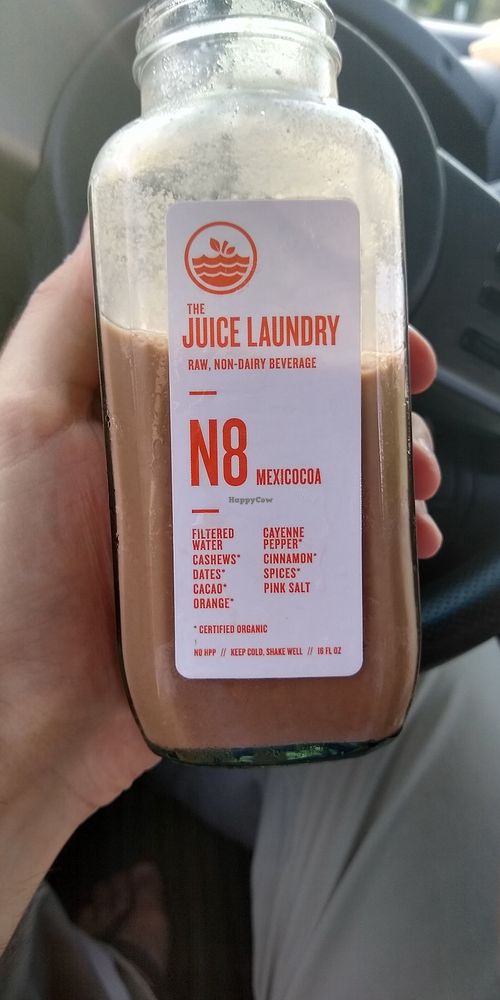 THE
JUICE LAUNDRY
RAW, NON-DAIRY BEVERAGE
N8 MEXICOCOA
HappyCow
FILTERED
WATER
CASHEWS*
DATES*
CACAO*
ORANGE*
CAYENNE
PEPPER*
CINNAMON*
SPICES*
PINK SALT
* CERTIFIED ORGANIC
NO HPP // KEEP COLD, SHAKE WELL // 16 FL OZ